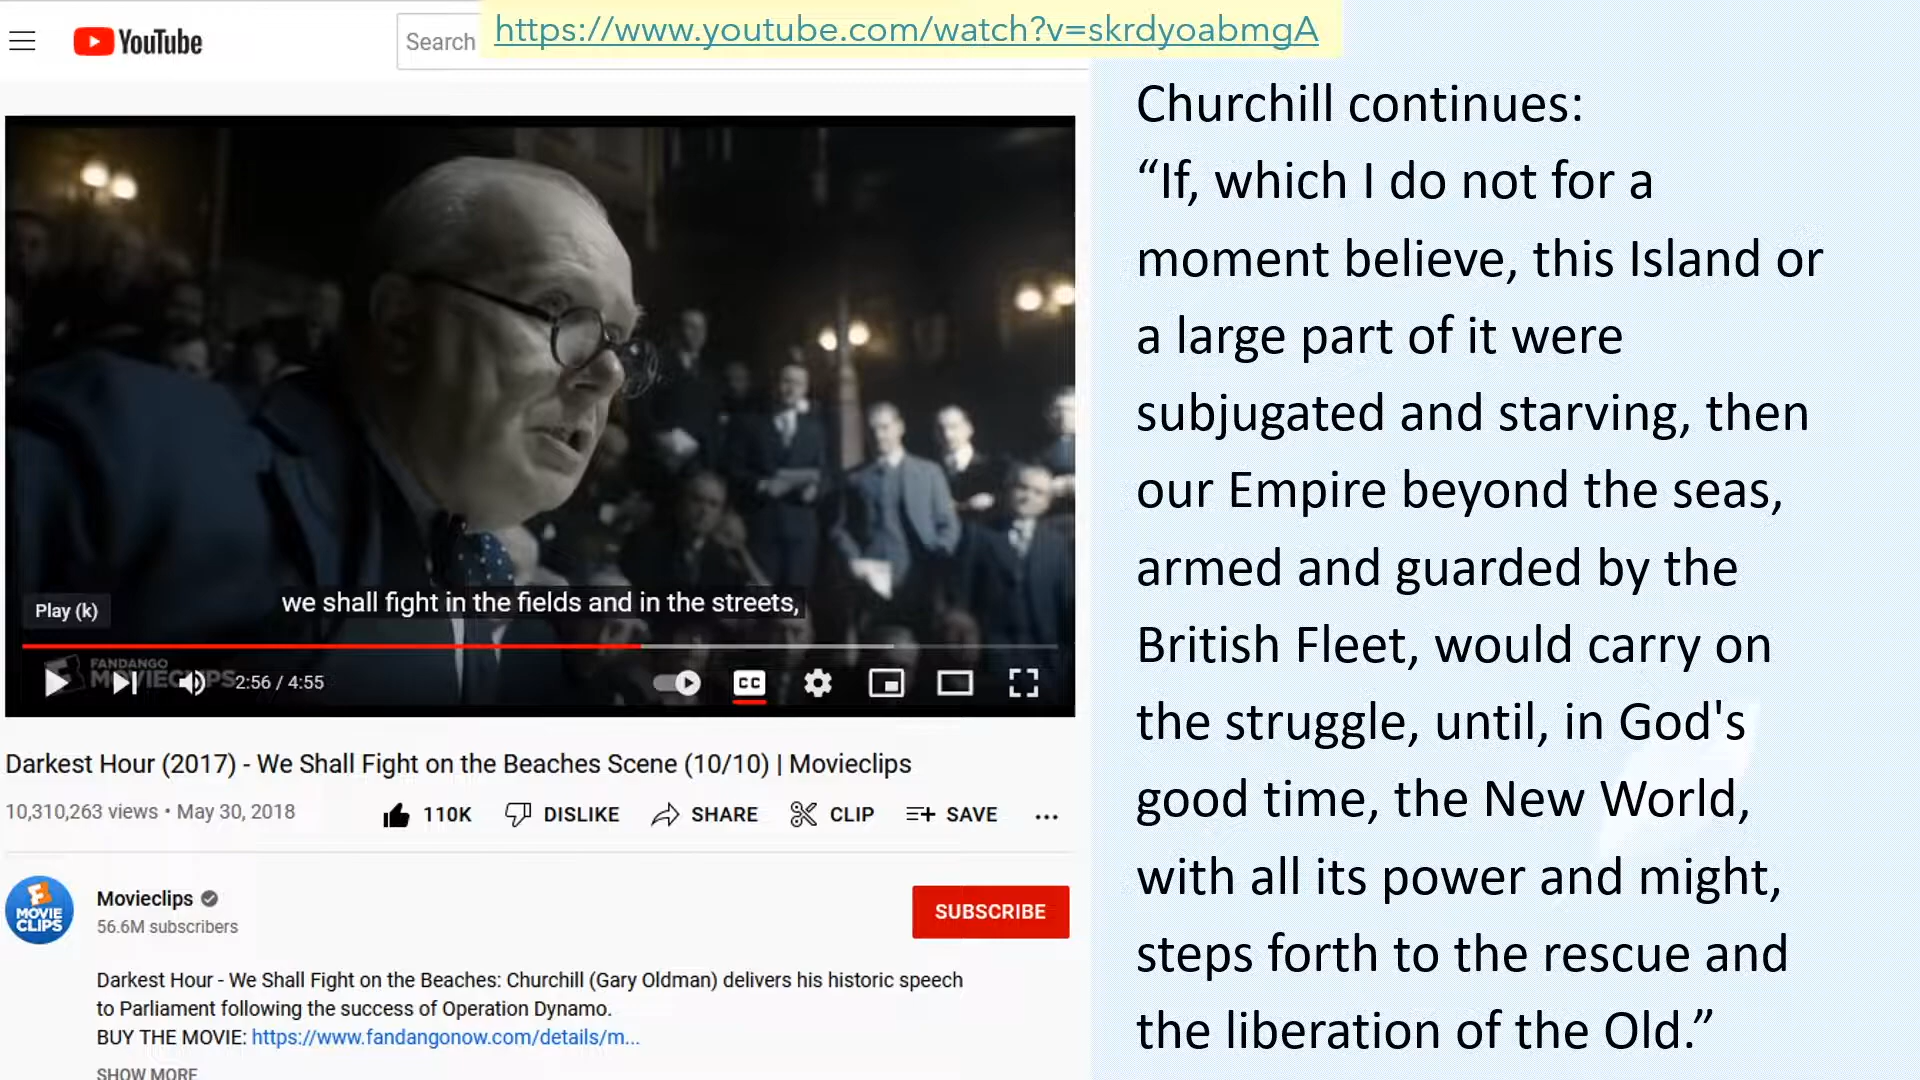 https://www.youtube.com/watch?v=skrdyoabmgA
YouTube
Search
we shall fight in the fields and in the streets,
Play (k)
FANDANGO
MOVIECLIPS
2:56 / 4:55
CC
Darkest Hour (2017) - We Shall Fight on the Beaches Scene (10/10) | Movieclips
10,310,263 views • May 30, 2018
110K
DISLIKE
SHARE
CLIP
SAVE
MOVIE
CLIPS
Movieclips
56.6M subscribers
SUBSCRIBE
Darkest Hour - We Shall Fight on the Beaches: Churchill (Gary Oldman) delivers his historic speech
to Parliament following the success of Operation Dynamo.
BUY THE MOVIE: https://www.fandangonow.com/details/m...
SHOW MORE
Churchill continues:
“If, which I do not for a
moment believe, this Island or
a large part of it were
subjugated and starving, then
our Empire beyond the seas,
armed and guarded by the
British Fleet, would carry on
the struggle, until, in God's
good time, the New World,
with all its power and might,
steps forth to the rescue and
the liberation of the Old.”